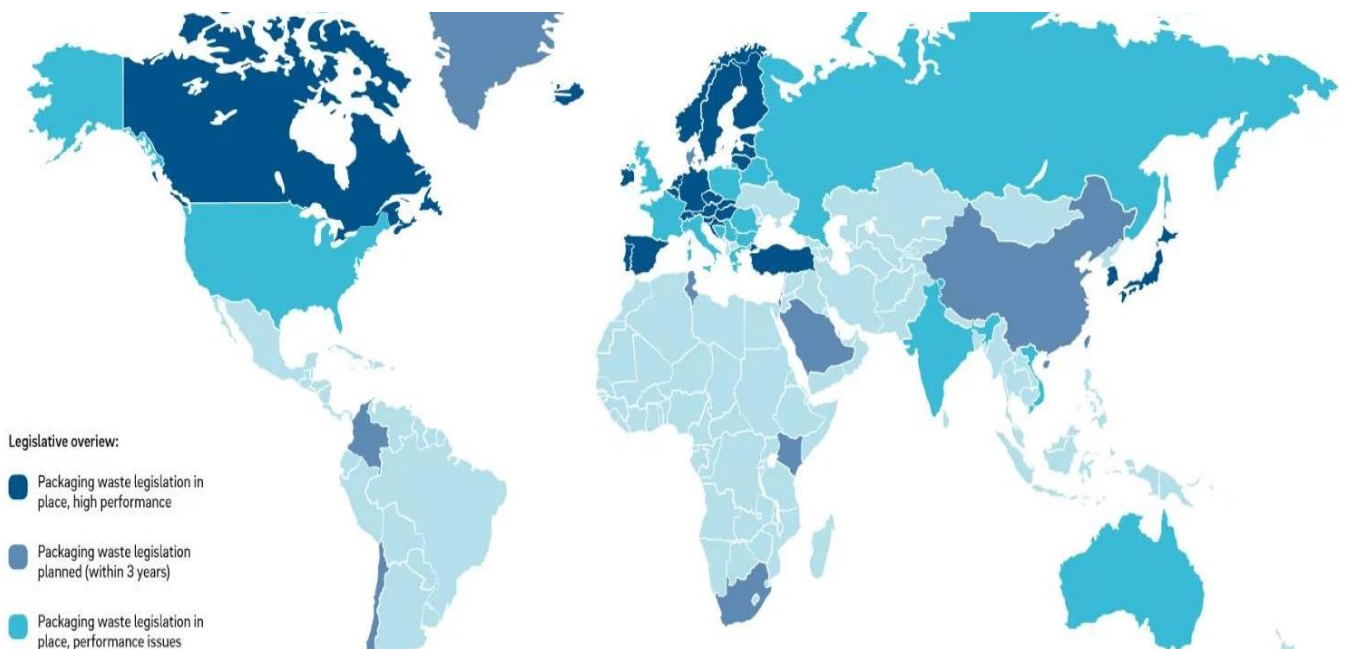 Legislative overiew:
Packaging waste legislation in
place, high performance
Packaging waste legislation
planned (within 3 years)
Packaging waste legislation in
place, performance issues